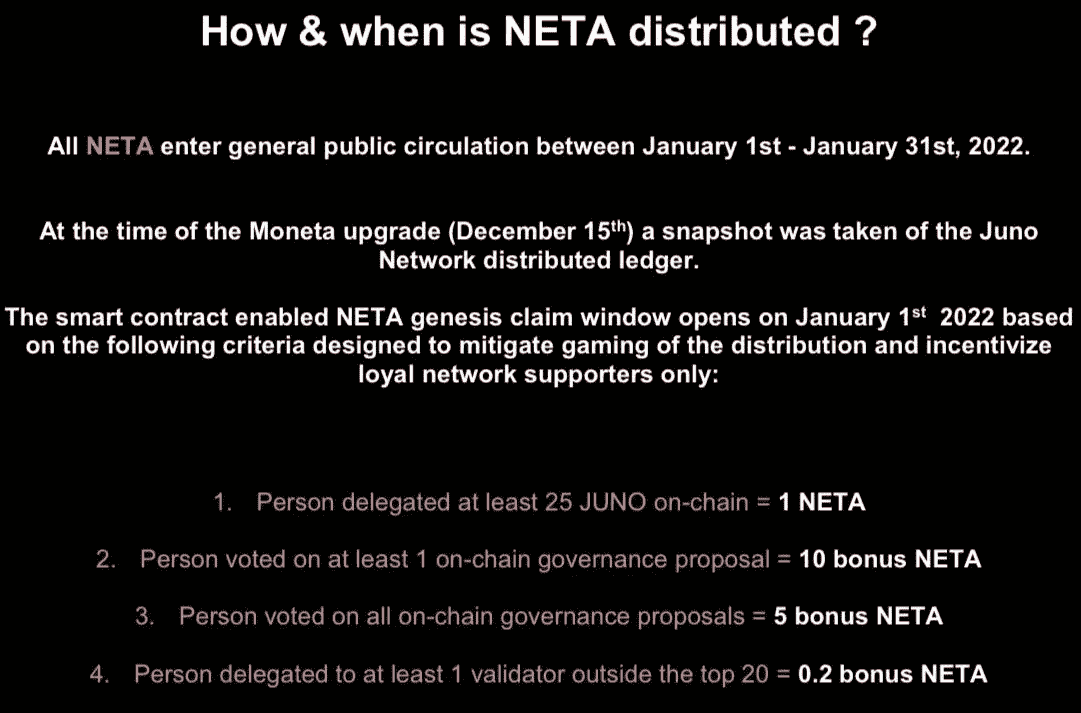 How & when is NETA distributed ?
All NETA enter general public circulation between January 1st - January 31st, 2022.
At the time of the Moneta upgrade (December 15th) a snapshot was taken of the Juno
Network distributed ledger.
The smart contract enabled NETA genesis claim window opens on January 1st 2022 based
on the following criteria designed to mitigate gaming of the distribution and incentivize
loyal network supporters only:
1. Person delegated at least 25 JUNO on-chain = 1 NETA
2. Person voted on at least 1 on-chain governance proposal = 10 bonus NETA
3. Person voted on all on-chain governance proposals = 5 bonus NETA
4. Person delegated to at least 1 validator outside the top 20 = 0.2 bonus NETA